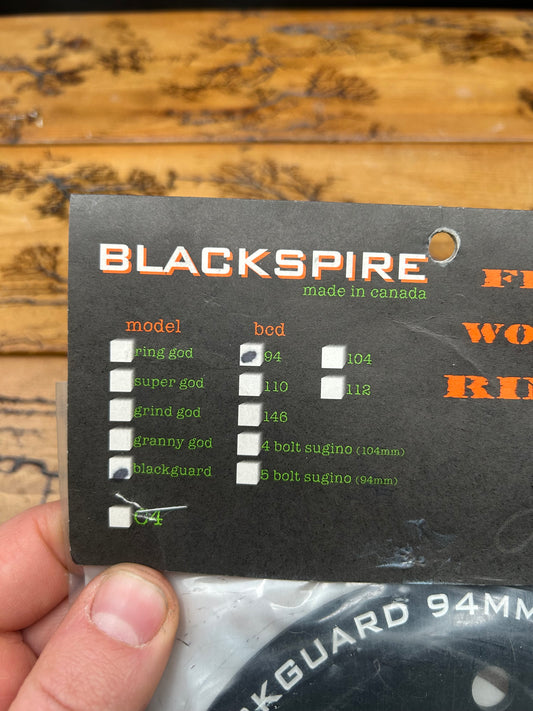 BLACKSPIRE
made in canada
model
ring god
super god
grind god
granny god
blackguard
64
bcd
94
110
146
4 bolt sugino (104mm)
5 bolt sugino (94mm)
104
112
94MM